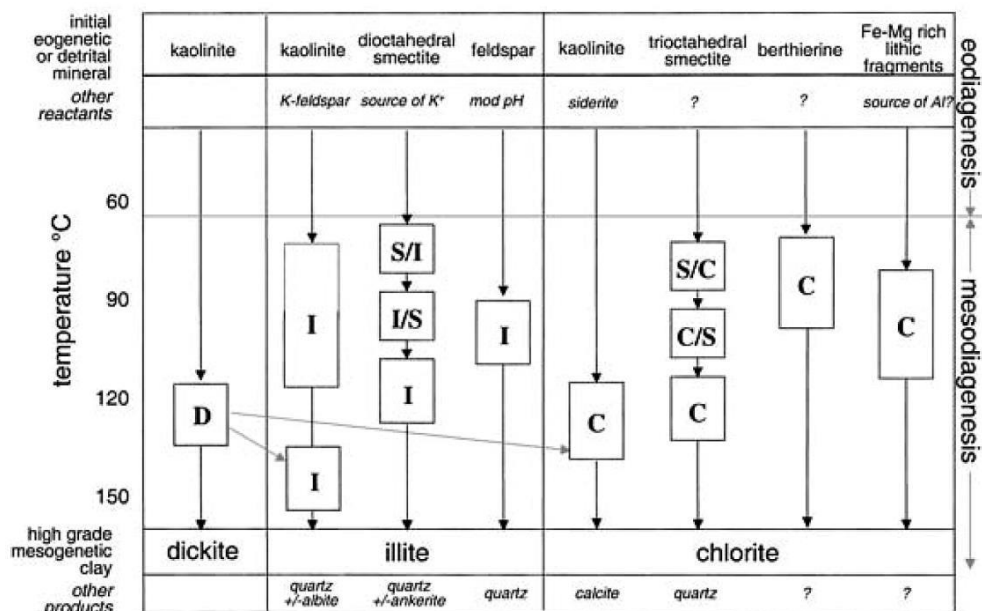 initial
eogenetic
or detrital
mineral
kaolinite
kaolinite
dioctahedral
smectite
feldspar
kaolinite
trioctahedral
smectite
berthierine
Fe-Mg rich
lithic
fragments
other
reactants
K-feldspar
source of K+
mod pH
siderite
?
?
source of Al?
eodiagenesis
mesodiagenesis
temperature °C
60
90
120
150
D
I
I
S/I
I/S
I
I
C
S/C
C/S
C
C
C
high grade
mesogenetic
clay
dickite
illite
chlorite
other
products
quartz
+/-albite
quartz
+/-ankerite
quartz
calcite
quartz
?
?